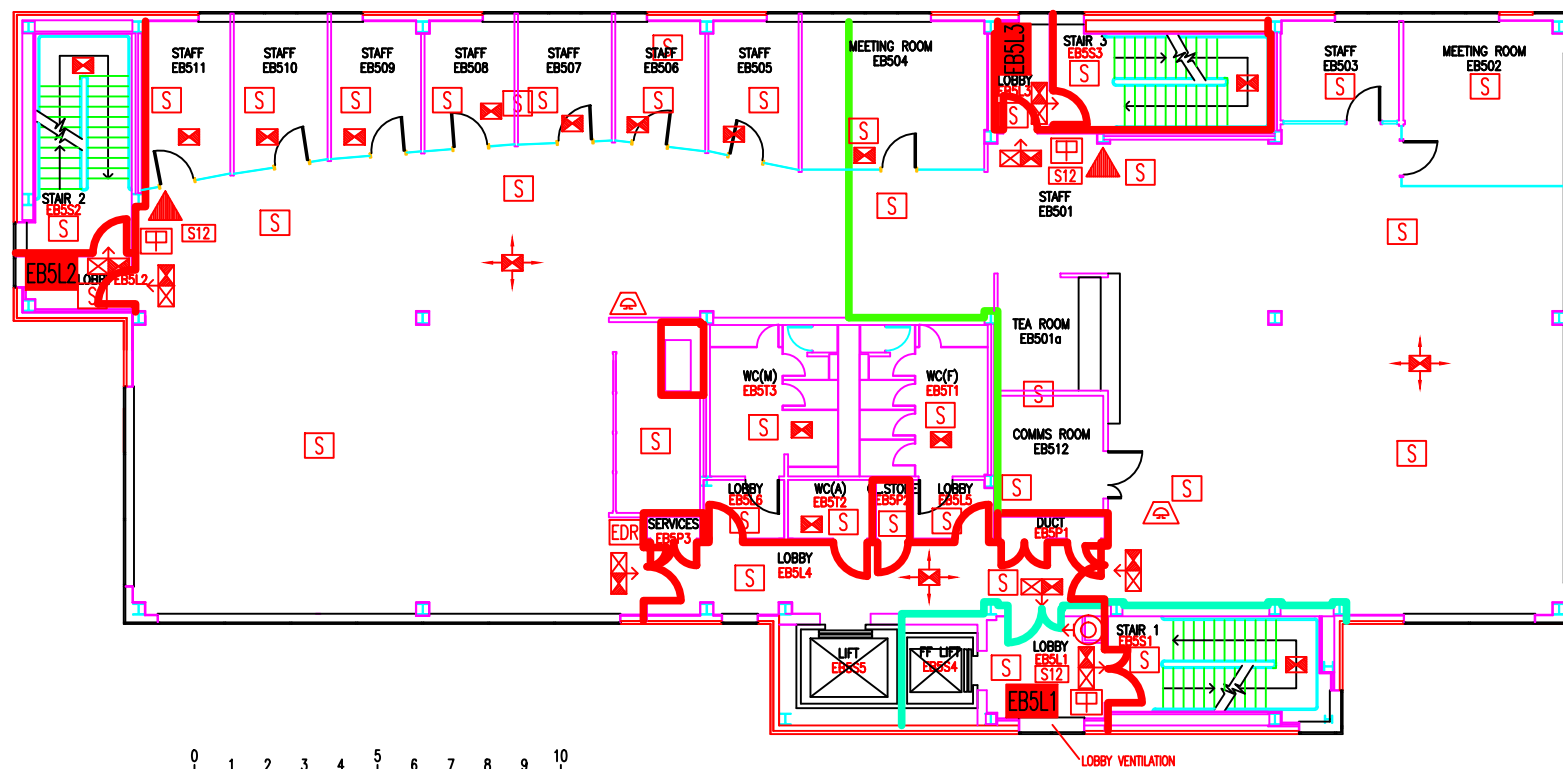 STAFF
EB511
STAFF
EB510
STAFF
EB509
STAFF
EB508
STAFF
EB507
STAFF
EB506
S
STAFF
EB505
MEETING ROOM
EB504
EB5L3
STAIR 3
EB5S3
S
STAFF
EB503
MEETING ROOM
EB502
S
S
S
S
S
S
S
S
S
S
LOBBY
EB5L3
S
S12
S
STAFF
EB501
STAIR 2
EB5S2
S
S12
S
S
S
S
EB5L2
LOBBY
EB5L2
S
TEA ROOM
EB501a
S
WC(M)
EB5T3
S
WC(F)
EB5T1
S
COMMS ROOM
EB512
S
S
S
S
S
S
LOBBY
EB5L6
S
WC(A)
EB5T2
S
EB5P2
S
LOBBY
EB5L5
S
EDR
SERVICES
EB5P3
DUCT
EB5P1
LOBBY
EB5L4
S
S
LIFT
EB5S5
FF LIFT
EB5S4
S
LOBBY
EB5L1
S12
STAIR 1
EB5S1
S
EB5L1
LOBBY VENTILATION
0 1 2 3 4 5 6 7 8 9 10